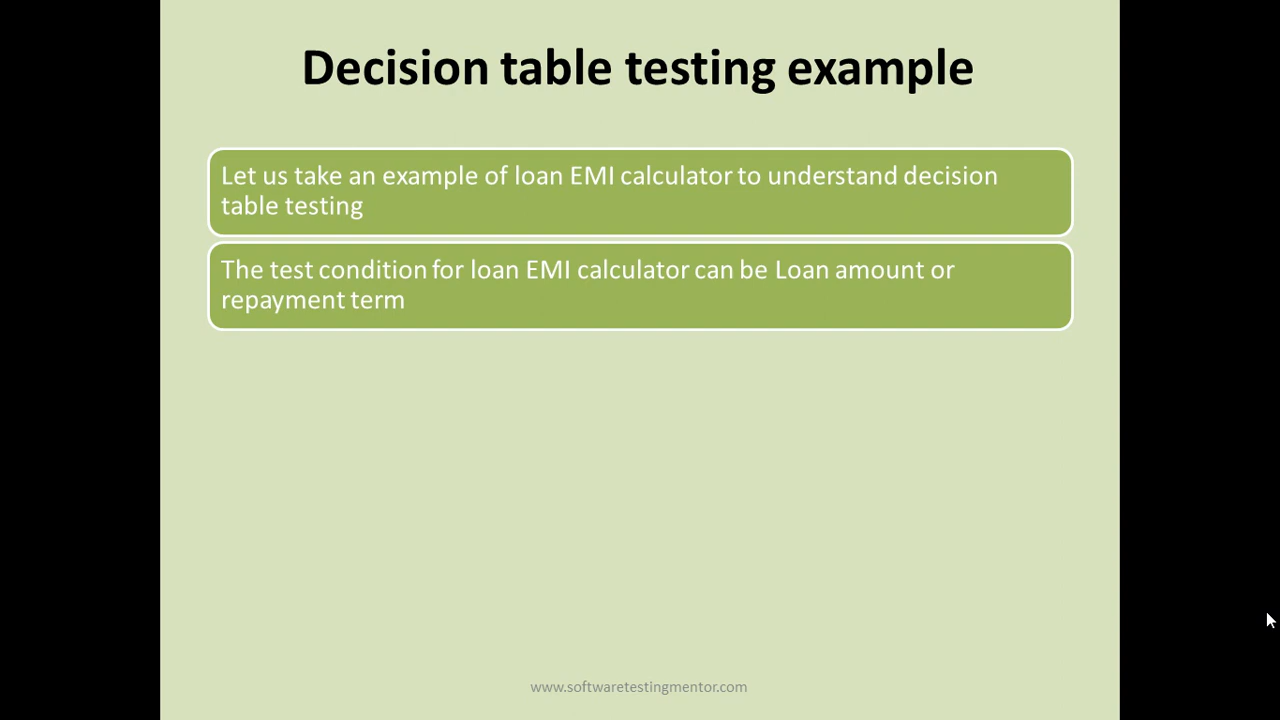 Decision table testing example
Let us take an example of loan EMI calculator to understand decision
table testing
The test condition for loan EMI calculator can be Loan amount or
repayment term
www.softwaretestingmentor.com